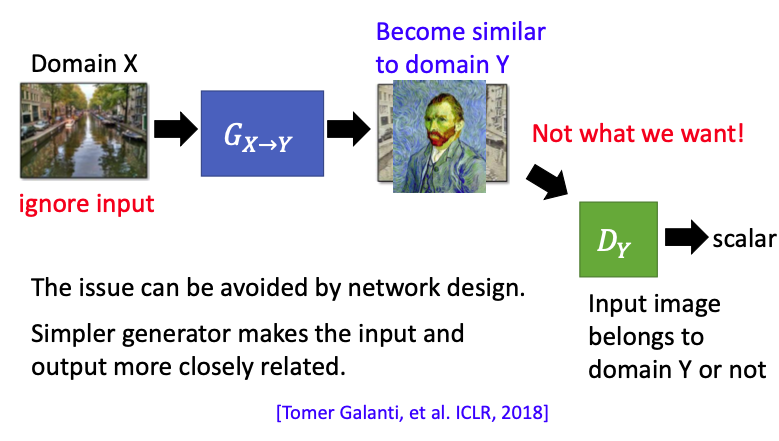 Become similar
to domain Y
Domain X
G_{X→Y}
Not what we want!
ignore input
D_Y
scalar
The issue can be avoided by network design.
Simpler generator makes the input and
output more closely related.
Input image
belongs to
domain Y or not
[Tomer Galanti, et al. ICLR, 2018]